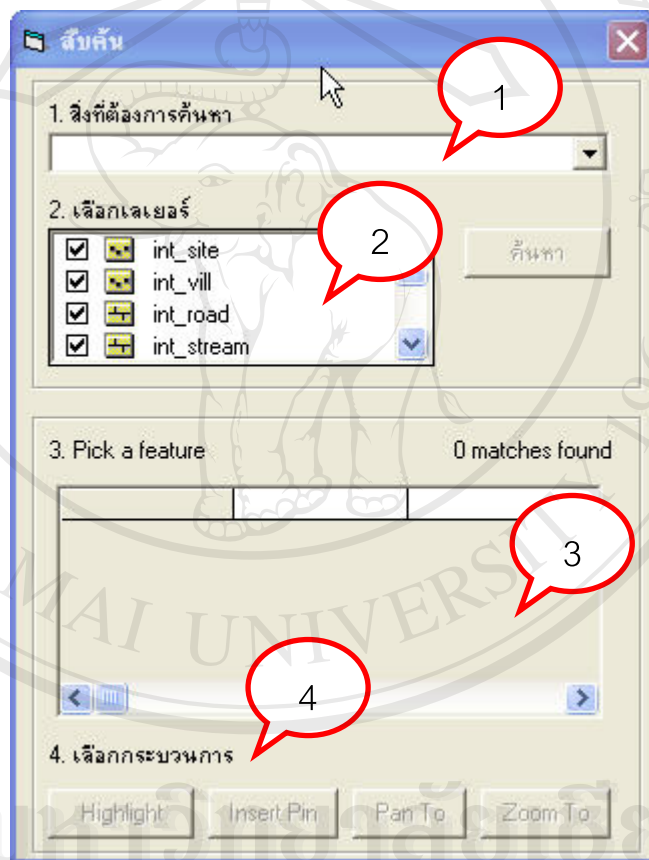 สืบค้น
1. สิ่งที่ต้องการค้นหา
1
2. เลือกเลเยอร์
2
int_site
int_vill
int_road
int_stream
ค้นหา
3. Pick a feature 0 matches found
3
4
4. เลือกกระบวนการ
Highlight Insert Pin Pan To Zoom To
MAI UNIVERSITY